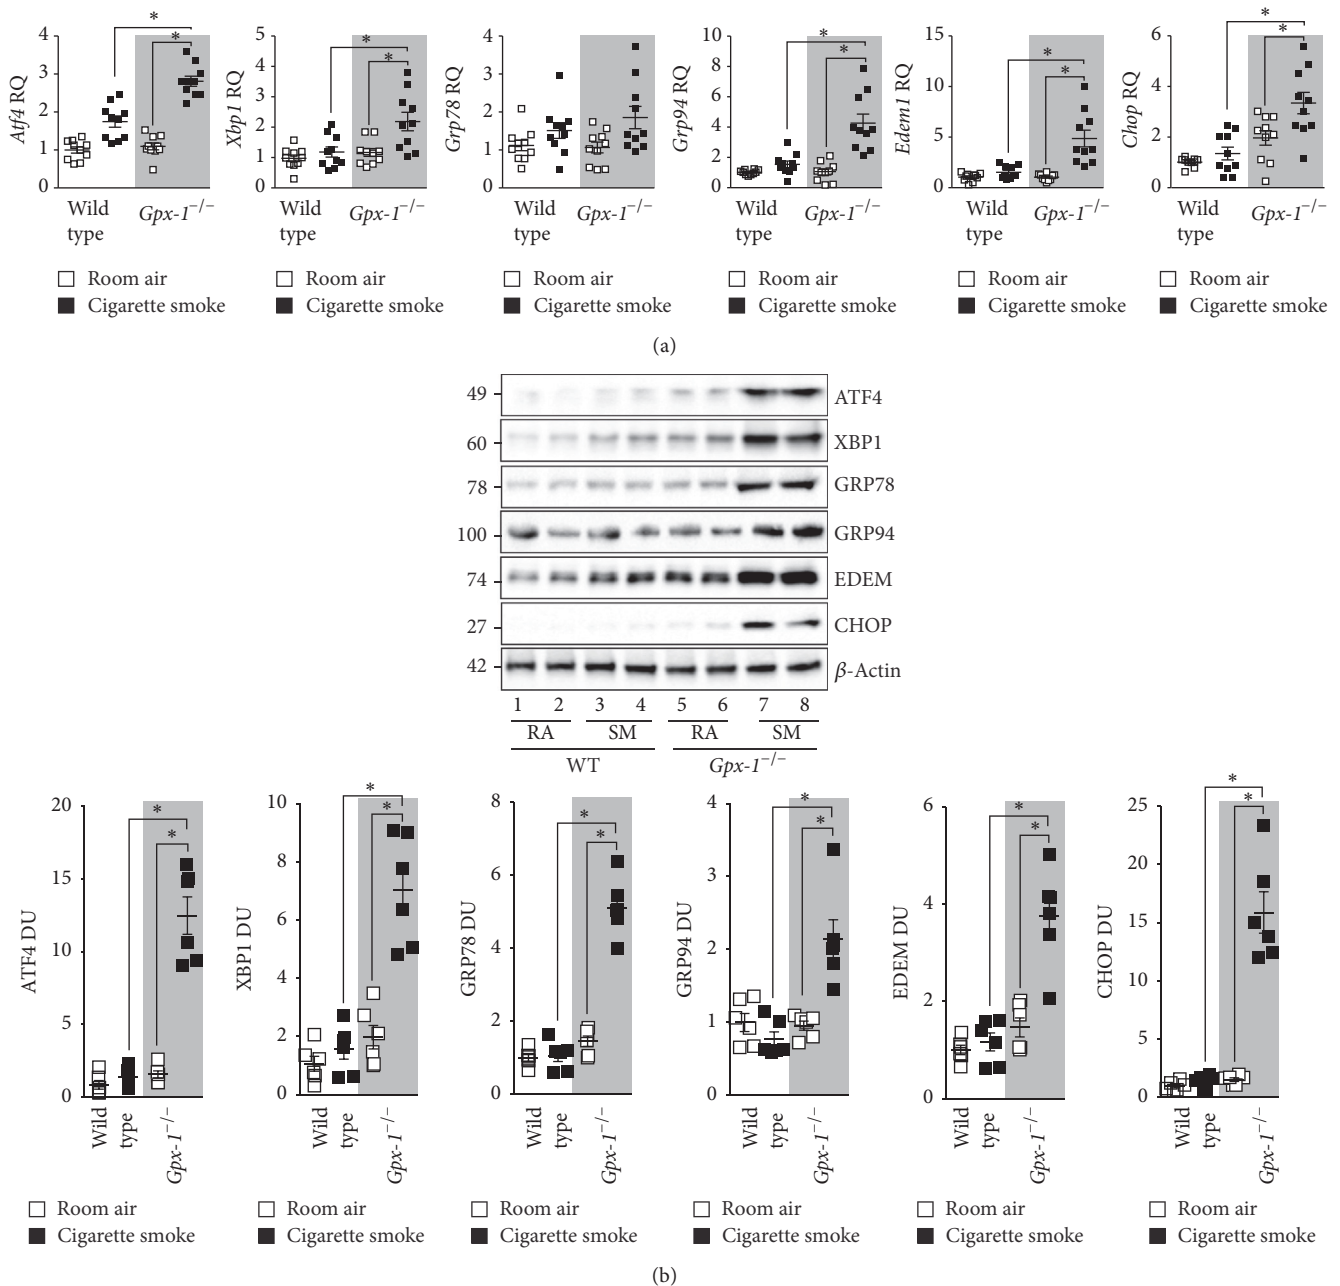 Atf4 RQ
4
3
2
1
0
*
*
Wild type
Gpx-1−/−
Room air
Cigarette smoke
Xbp1 RQ
5
4
3
2
1
0
*
*
Wild type
Gpx-1−/−
Room air
Cigarette smoke
Grp78 RQ
4
3
2
1
0
Wild type
Gpx-1−/−
Room air
Cigarette smoke
Grp94 RQ
10
8
6
4
2
0
*
*
Wild type
Gpx-1−/−
Room air
Cigarette smoke
Edem1 RQ
15
10
5
0
*
*
Wild type
Gpx-1−/−
Room air
Cigarette smoke
Chop RQ
6
4
2
0
*
*
Wild type
Gpx-1−/−
Room air
Cigarette smoke
(a)
49 ATF4
60 XBP1
78 GRP78
100 GRP94
74 EDEM
27 CHOP
42 β-Actin
1 2 3 4 5 6 7 8
RA SM RA SM
WT Gpx-1−/−
ATF4 DU
20
15
10
5
0
*
*
Wild type
Gpx-1−/−
Room air
Cigarette smoke
XBP1 DU
10
8
6
4
2
0
*
*
Wild type
Gpx-1−/−
Room air
Cigarette smoke
GRP78 DU
8
6
4
2
0
*
*
Wild type
Gpx-1−/−
Room air
Cigarette smoke
GRP94 DU
4
3
2
1
0
*
*
Wild type
Gpx-1−/−
Room air
Cigarette smoke
EDEM DU
6
4
2
0
*
*
Wild type
Gpx-1−/−
Room air
Cigarette smoke
CHOP DU
25
20
15
10
5
0
*
*
Wild type
Gpx-1−/−
Room air
Cigarette smoke
(b)